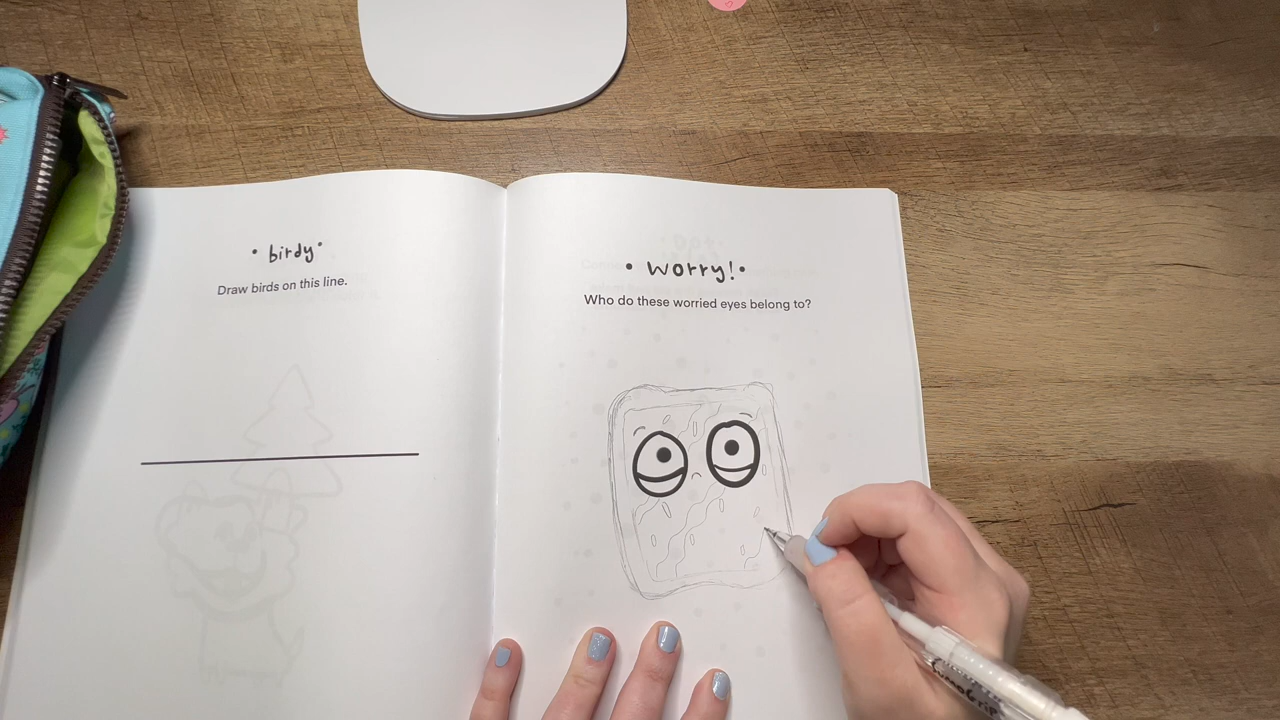 • birdy •
Draw birds on this line.
• worry! •
Who do these worried eyes belong to?